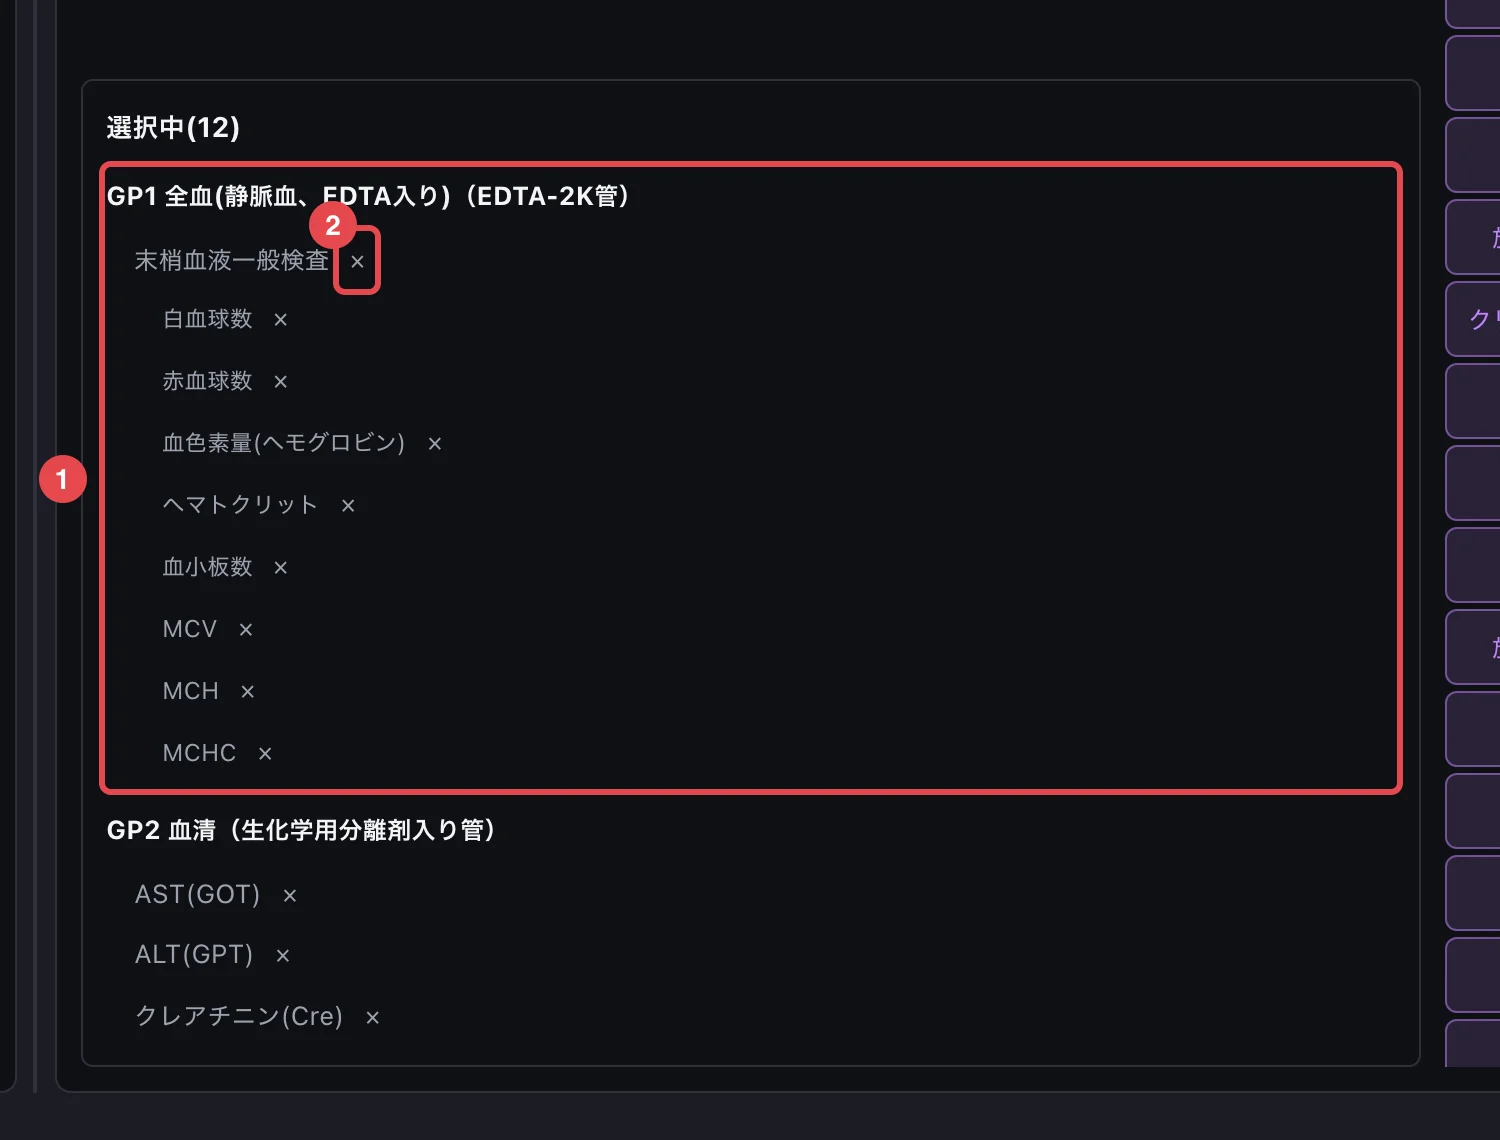 選択中(12)
GP1 全血(静脈血、EDTA入り)（EDTA-2K管）
2
末梢血液一般検査 ×
白血球数 ×
赤血球数 ×
血色素量(ヘモグロビン) ×
1
ヘマトクリット ×
血小板数 ×
MCV ×
MCH ×
MCHC ×
GP2 血清（生化学用分離剤入り管）
AST(GOT) ×
ALT(GPT) ×
クレアチニン(Cre) ×